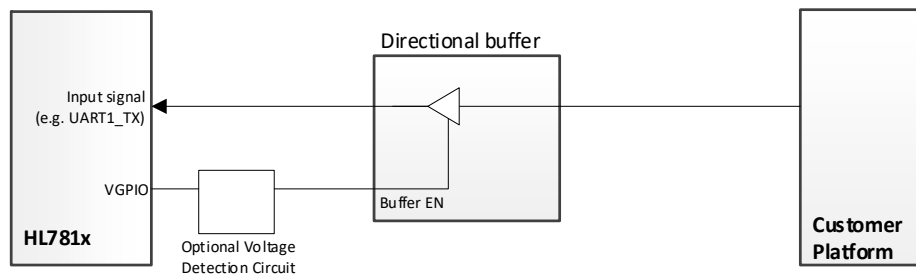 Directional buffer
Input signal
(e.g. UART1_TX)
VGPIO
Buffer EN
HL781x
Optional Voltage
Detection Circuit
Customer
Platform